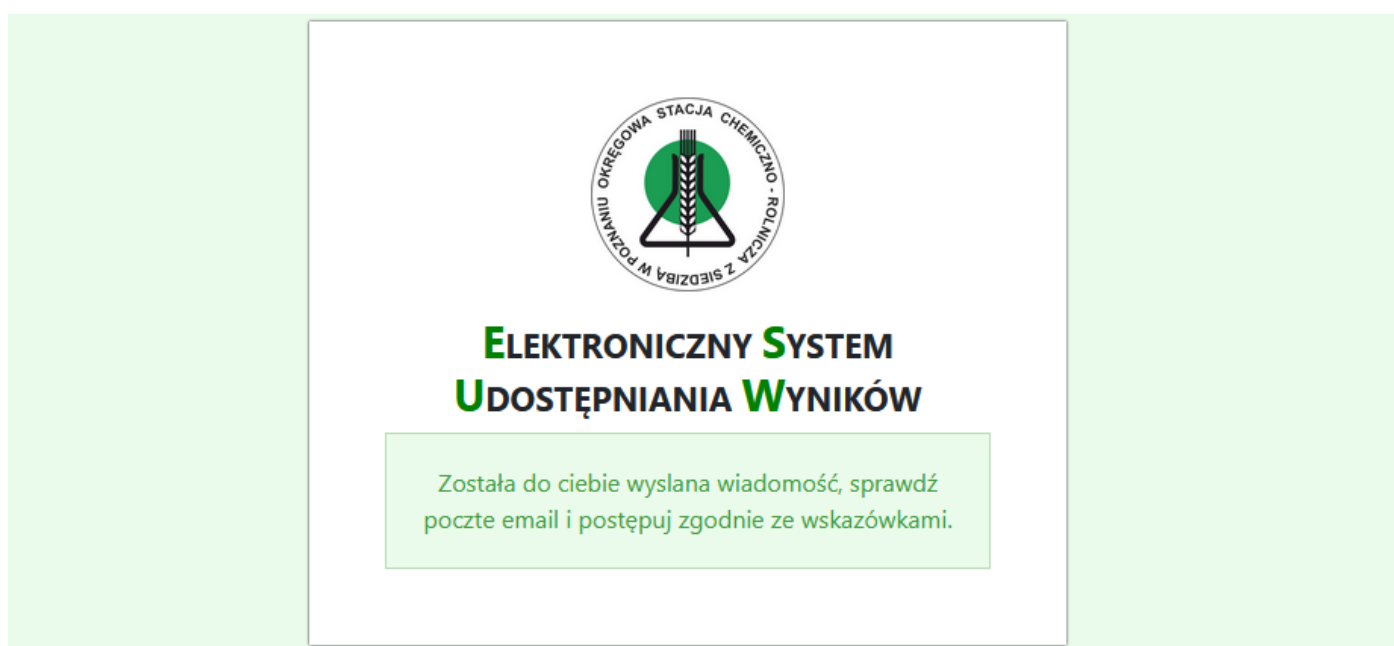 OKRĘGOWA STACJA CHEMICZNO - ROLNICZA Z SIEDZIBĄ W POZNANIU
ELEKTRONICZNY SYSTEM
UDOSTĘPNIANIA WYNIKÓW
Została do ciebie wyslana wiadomość, sprawdź
poczte email i postępuj zgodnie ze wskazówkami.